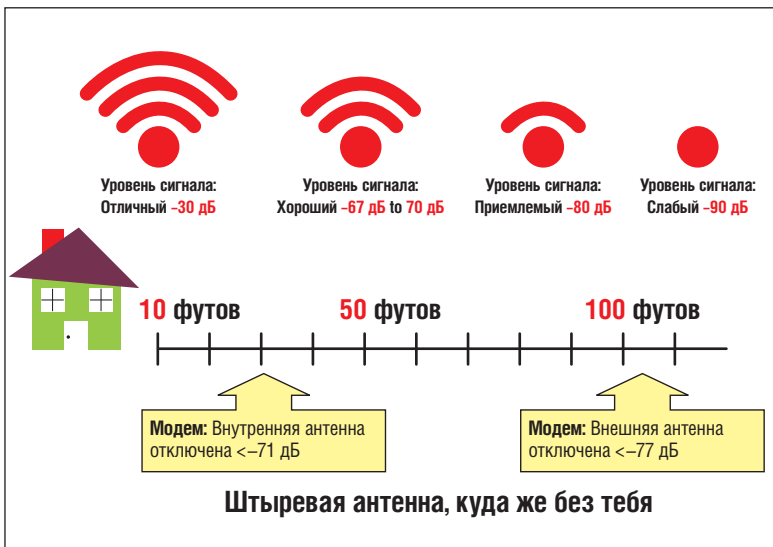 Уровень сигнала:
Отличный –30 дБ
Уровень сигнала:
Хороший –67 дБ to 70 дБ
Уровень сигнала:
Приемлемый –80 дБ
Уровень сигнала:
Слабый –90 дБ
10 футов
50 футов
100 футов
Модем: Внутренняя антенна
отключена <–71 дБ
Модем: Внешняя антенна
отключена <–77 дБ
Штыревая антенна, куда же без тебя